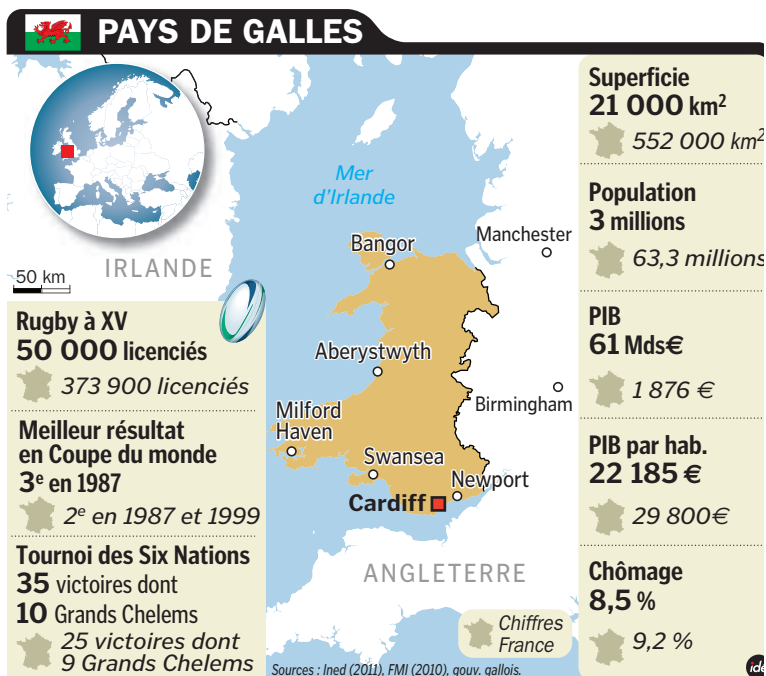 PAYS DE GALLES
Mer
d'Irlande
Bangor
Manchester
IRLANDE
50 km
Aberystwyth
Birmingham
Milford
Haven
Swansea
Newport
Cardiff
ANGLETERRE
Rugby à XV
50 000 licenciés
373 900 licenciés
Meilleur résultat
en Coupe du monde
3e en 1987
2e en 1987 et 1999
Tournoi des Six Nations
35 victoires dont
10 Grands Chelems
25 victoires dont
9 Grands Chelems
Superficie
21 000 km²
552 000 km²
Population
3 millions
63,3 millions
PIB
61 Mds€
1 876 €
PIB par hab.
22 185 €
29 800€
Chômage
8,5 %
9,2 %
Chiffres
France
Sources : Ined (2011), FMI (2010), gouv. gallois.
idé